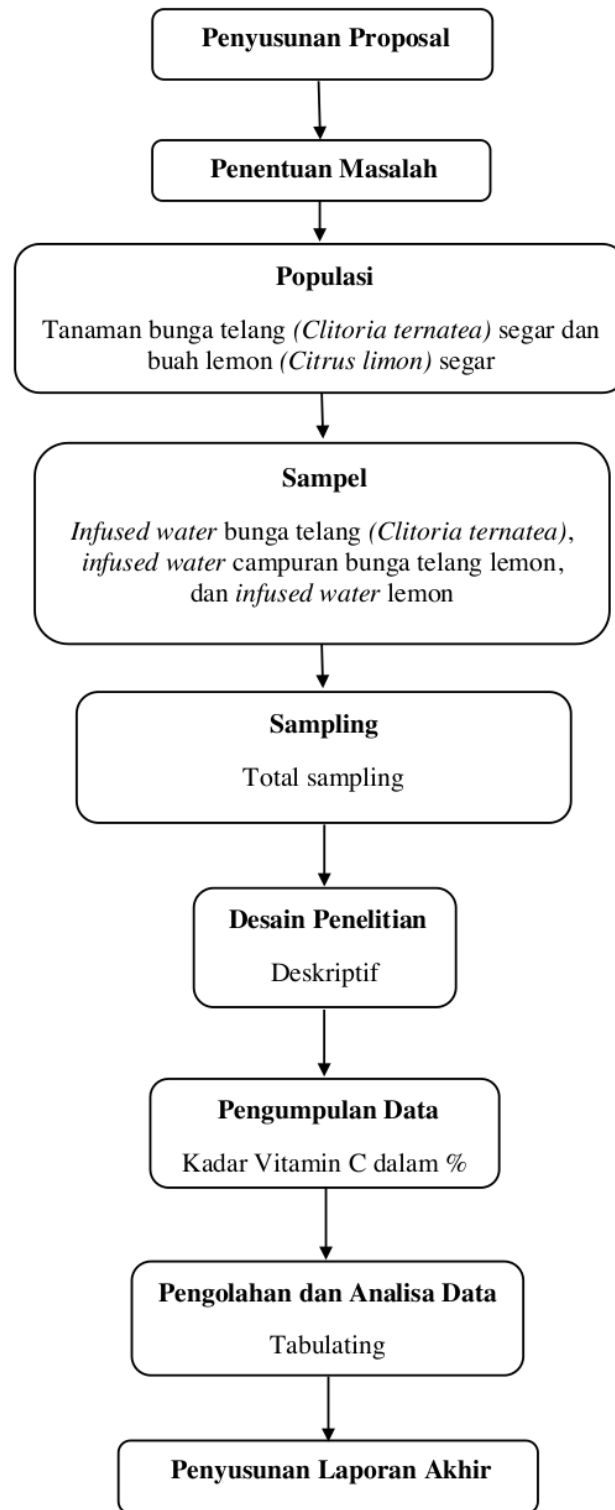 Penyusunan Proposal
Penentuan Masalah
Populasi
Tanaman bunga telang (Clitoria ternatea) segar dan
buah lemon (Citrus limon) segar
Sampel
Infused water bunga telang (Clitoria ternatea),
infused water campuran bunga telang lemon,
dan infused water lemon
Sampling
Total sampling
Desain Penelitian
Deskriptif
Pengumpulan Data
Kadar Vitamin C dalam %
Pengolahan dan Analisa Data
Tabulating
Penyusunan Laporan Akhir